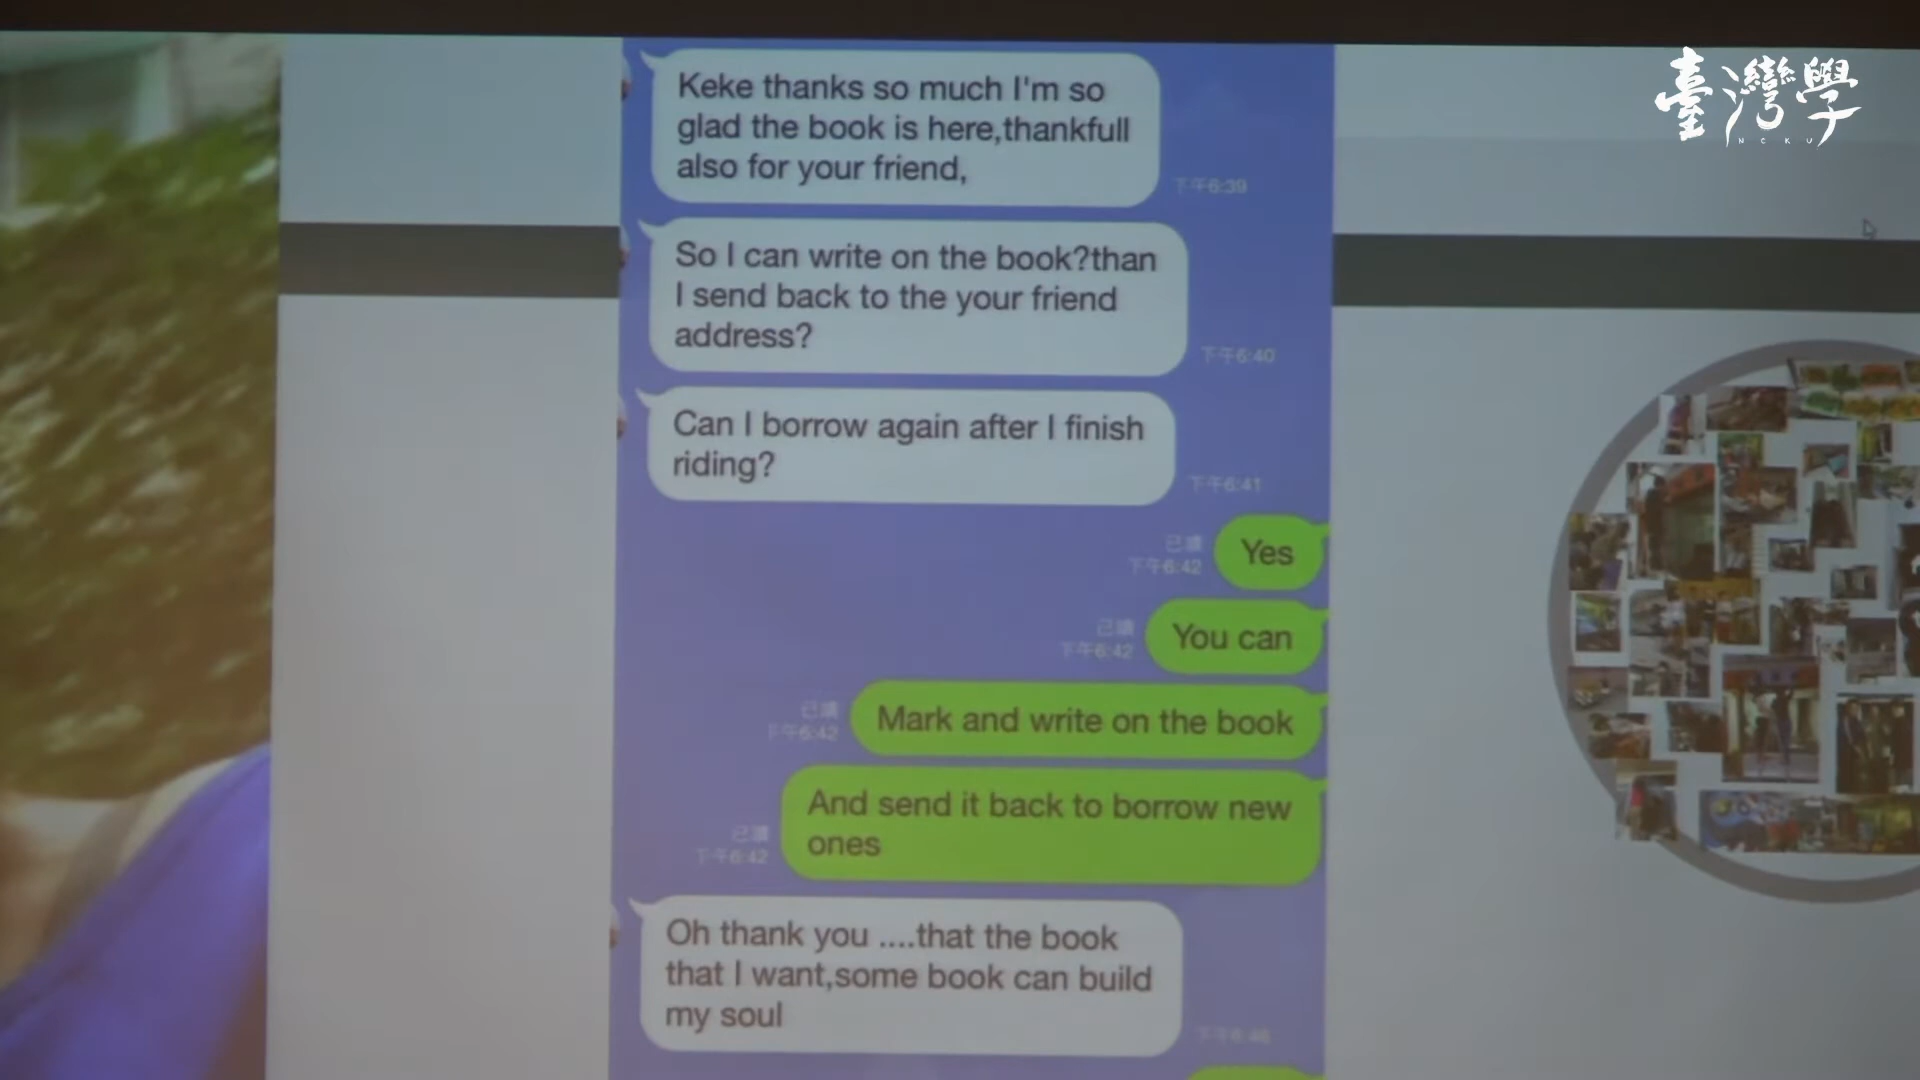 臺灣學
NCKU
Keke thanks so much I'm so
glad the book is here,thankfull
also for your friend,
下午6:39
So I can write on the book?than
I send back to the your friend
address?
下午6:40
Can I borrow again after I finish
riding?
下午6:41
已讀
下午6:42
Yes
已讀
下午6:42
You can
已讀
下午6:42
Mark and write on the book
已讀
下午6:42
And send it back to borrow new
ones
Oh thank you ....that the book
that I want,some book can build
my soul